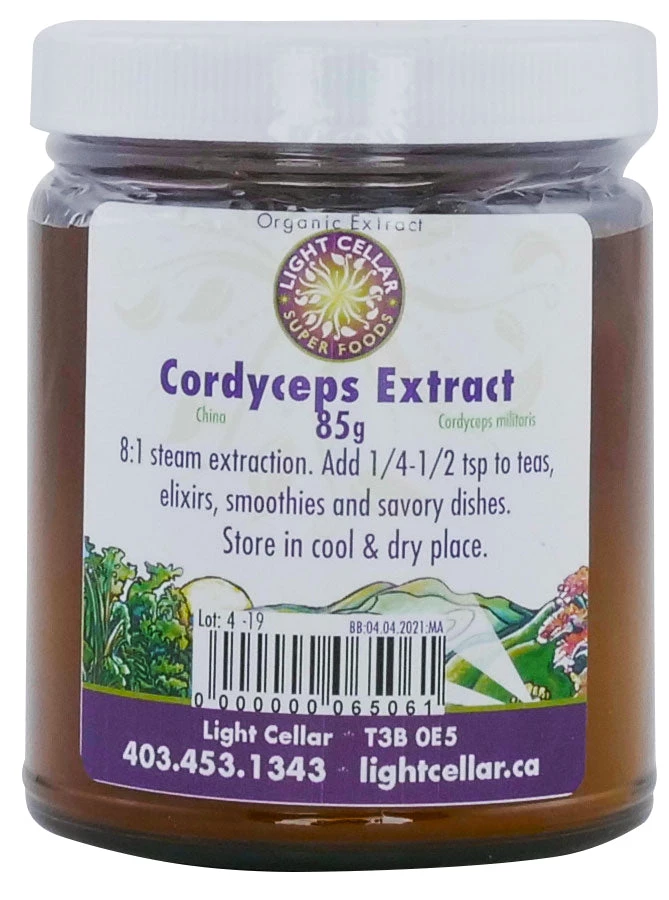 Organic Extract
LIGHT CELLAR
SUPER FOODS
Cordyceps Extract
China
85g
Cordyceps militaris
8:1 steam extraction. Add 1/4-1/2 tsp to teas,
elixirs, smoothies and savory dishes.
Store in cool & dry place.
Lot: 4 -19
BB:04.04.2021:MA
0 000000 065061
Light Cellar · T3B 0E5
403.453.1343 · lightcellar.ca